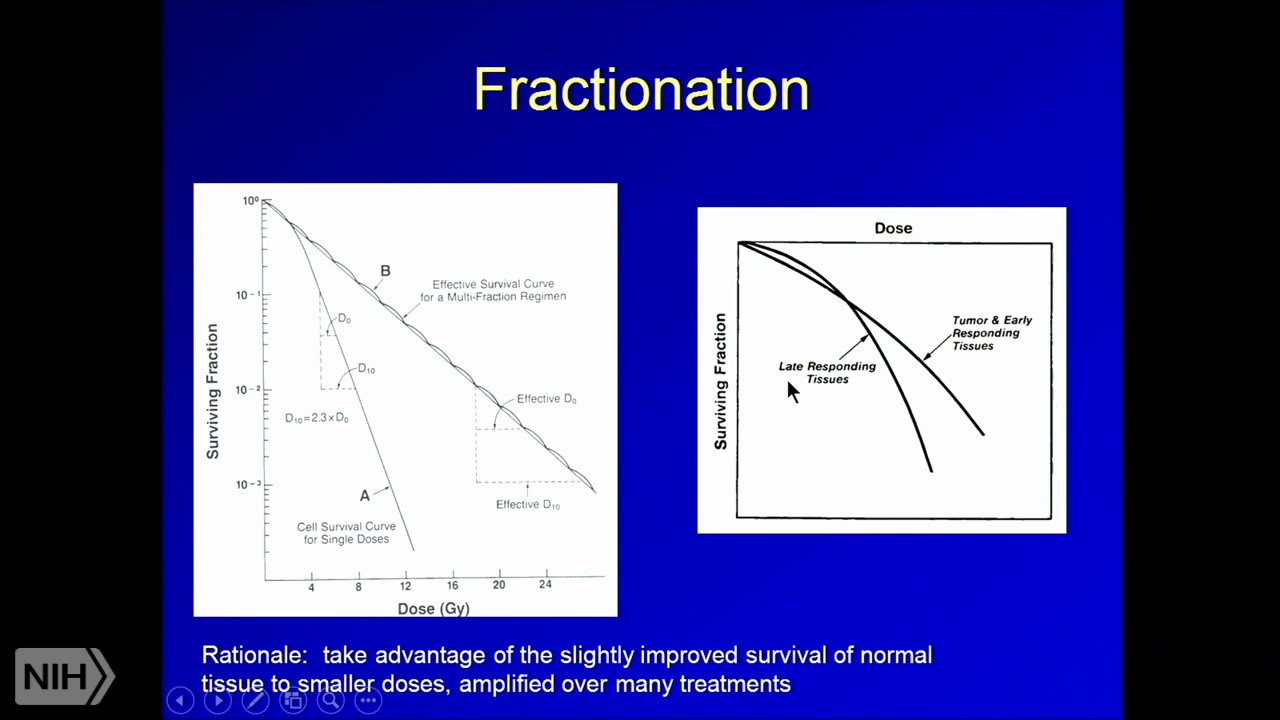 Fractionation
10⁰
10⁻¹
10⁻²
10⁻³
Surviving Fraction
B
Effective Survival Curve
for a Multi-Fraction Regimen
D₀
D₁₀
D₁₀=2.3×D₀
Effective D₀
Effective D₁₀
A
Cell Survival Curve
for Single Doses
4 8 12 16 20 24
Dose (Gy)
Dose
Surviving Fraction
Tumor & Early
Responding
Tissues
Late Responding
Tissues
Rationale: take advantage of the slightly improved survival of normal
tissue to smaller doses, amplified over many treatments
NIH